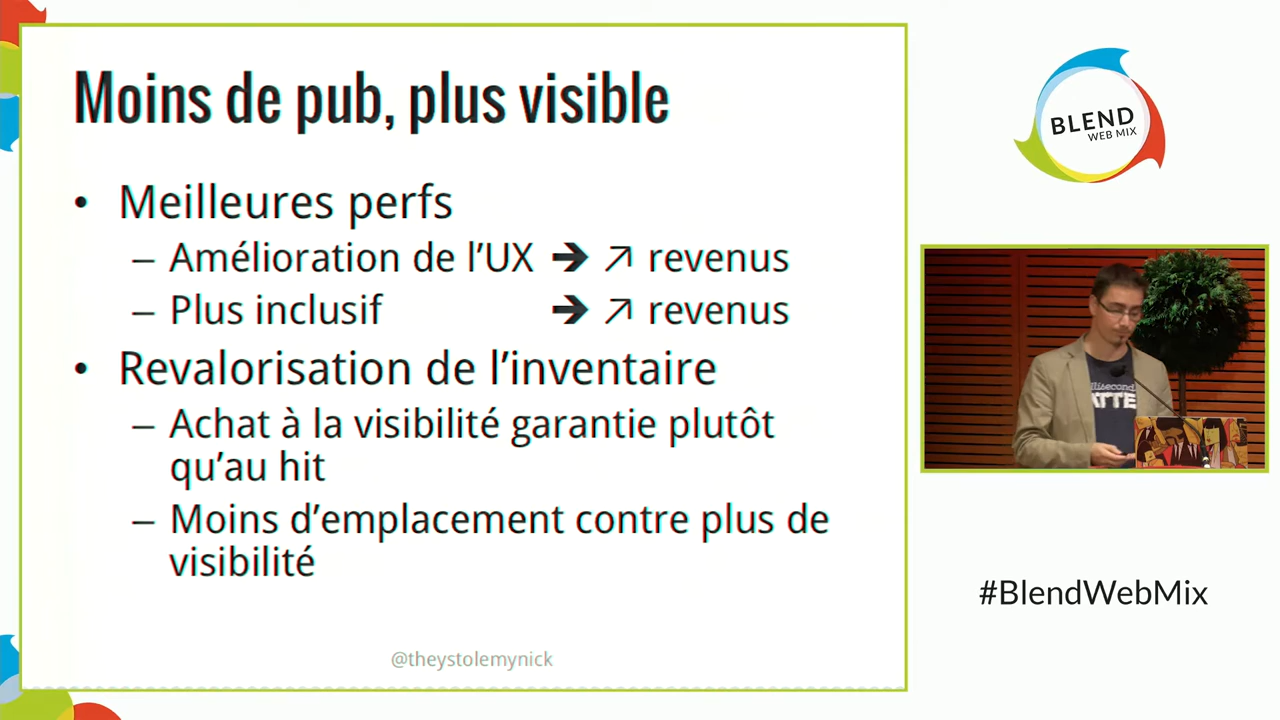 Moins de pub, plus visible
• Meilleures perfs
– Amélioration de l'UX ➔ ↗ revenus
– Plus inclusif ➔ ↗ revenus
• Revalorisation de l'inventaire
– Achat à la visibilité garantie plutôt
qu'au hit
– Moins d'emplacement contre plus de
visibilité
@theystolemynick
BLEND
WEB MIX
#BlendWebMix